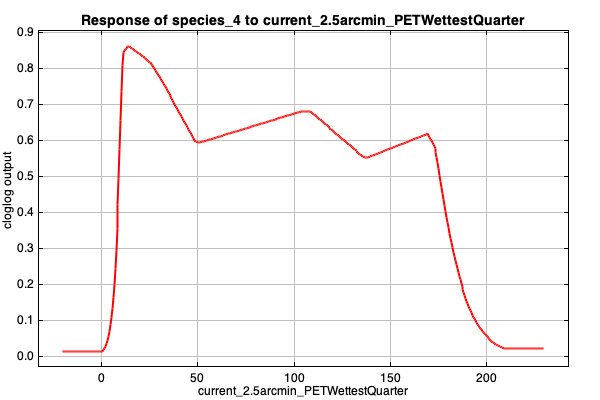 Response of species_4 to current_2.5arcmin_PETWettestQuarter
cloglog output
0.9
0.8
0.7
0.6
0.5
0.4
0.3
0.2
0.1
0.0
0 50 100 150 200
current_2.5arcmin_PETWettestQuarter